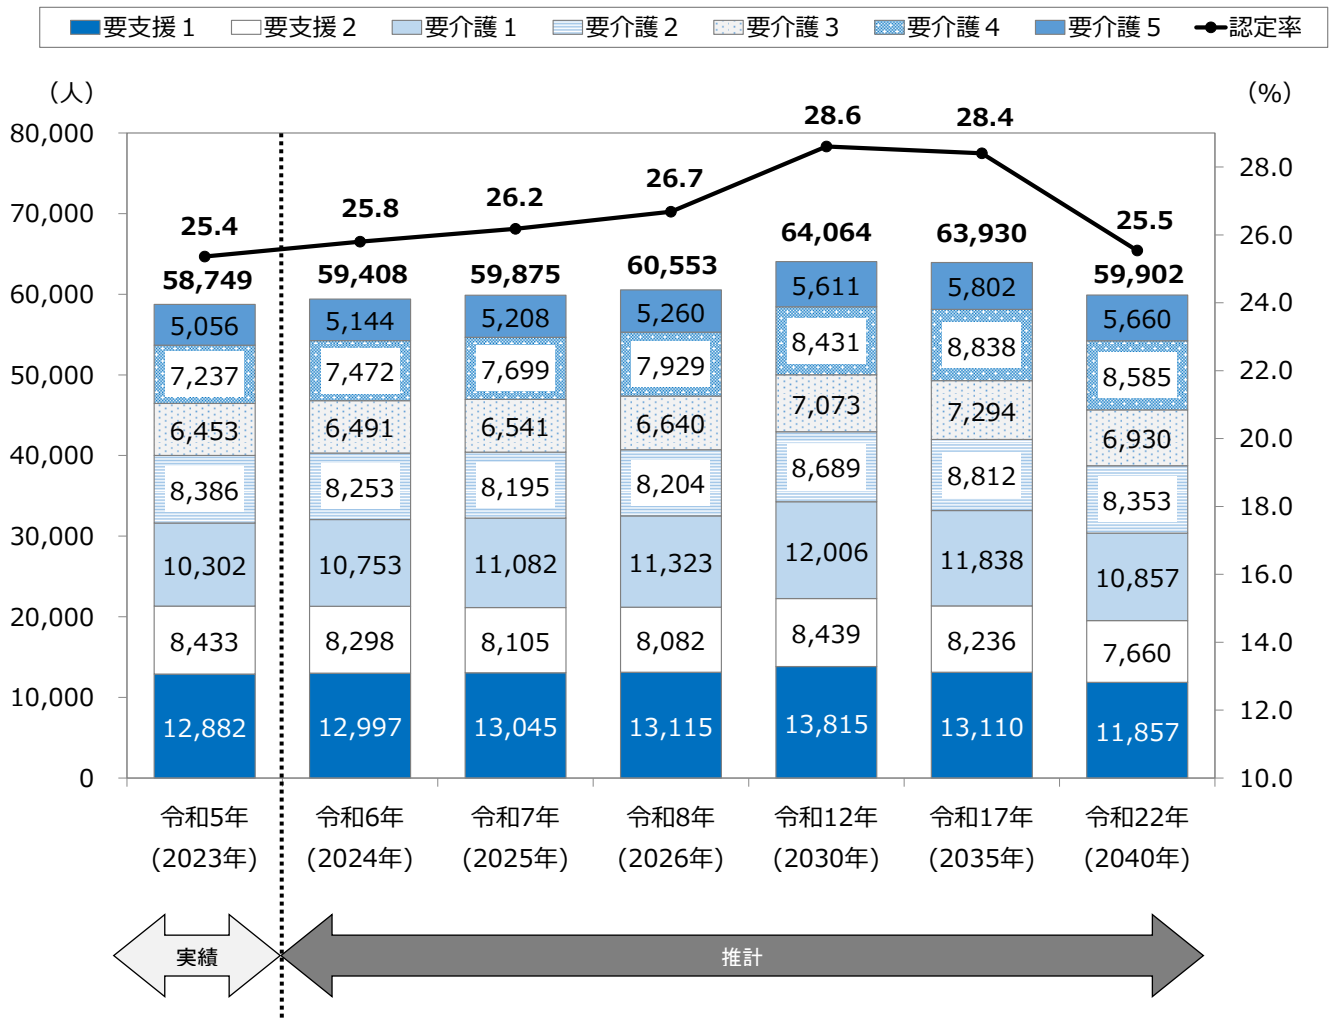 要支援1 要支援2 要介護1 要介護2 要介護3 要介護4 要介護5 認定率
（人） （%）
80,000
70,000
60,000
50,000
40,000
30,000
20,000
10,000
0
28.0
26.0
24.0
22.0
20.0
18.0
16.0
14.0
12.0
10.0
25.4 25.8 26.2 26.7 28.6 28.4 25.5
58,749 59,408 59,875 60,553 64,064 63,930 59,902
5,056 5,144 5,208 5,260 5,611 5,802 5,660
7,237 7,472 7,699 7,929 8,431 8,838 8,585
6,453 6,491 6,541 6,640 7,073 7,294 6,930
8,386 8,253 8,195 8,204 8,689 8,812 8,353
10,302 10,753 11,082 11,323 12,006 11,838 10,857
8,433 8,298 8,105 8,082 8,439 8,236 7,660
12,882 12,997 13,045 13,115 13,815 13,110 11,857
令和5年 令和6年 令和7年 令和8年 令和12年 令和17年 令和22年
(2023年) (2024年) (2025年) (2026年) (2030年) (2035年) (2040年)
実績 推計